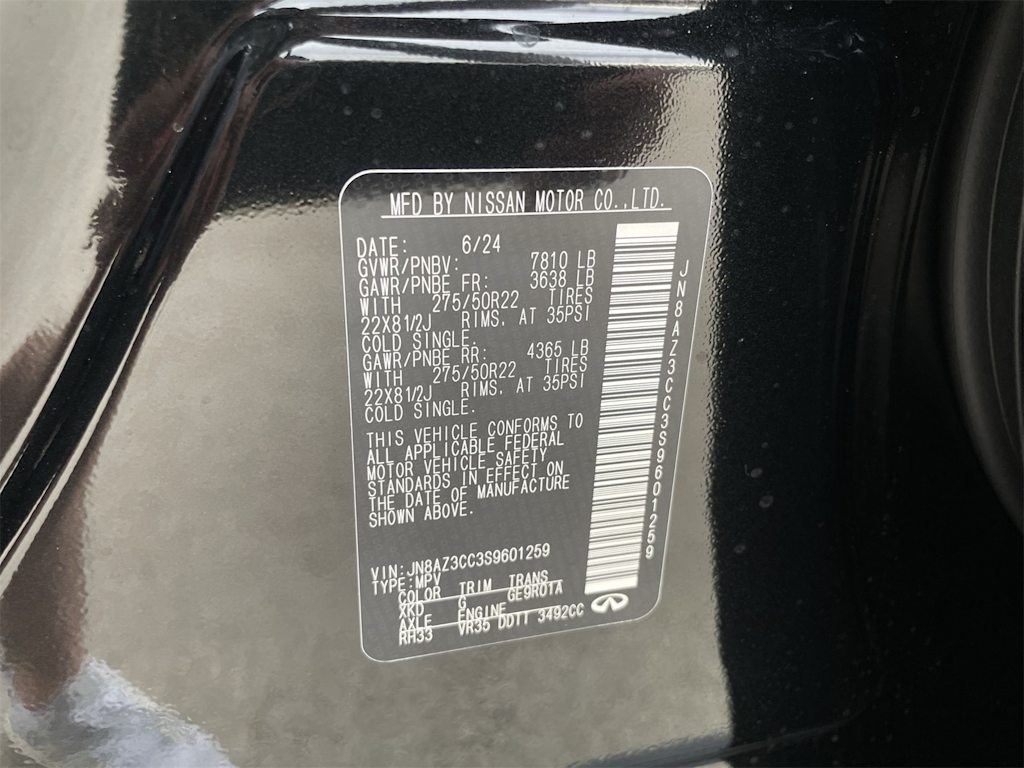 MFD BY NISSAN MOTOR CO.,LTD.
DATE: 6/24
GVWR/PNBV: 7810 LB
GAWR/PNBE FR: 3638 LB
WITH 275/50R22 TIRES
22X81/2J RIMS, AT 35PSI
COLD SINGLE.
GAWR/PNBE RR: 4365 LB
WITH 275/50R22 TIRES
22X81/2J RIMS, AT 35PSI
COLD SINGLE.
THIS VEHICLE CONFORMS TO
ALL APPLICABLE FEDERAL
MOTOR VEHICLE SAFETY
STANDARDS IN EFFECT ON
THE DATE OF MANUFACTURE
SHOWN ABOVE.
VIN: JN8AZ3CC3S9601259
TYPE: MPV
COLOR TRIM TRANS
XKD G GE9R01A
AXLE ENGINE
RH33 VR35 DDTT 3492CC
JN8AZ3CC3S9601259